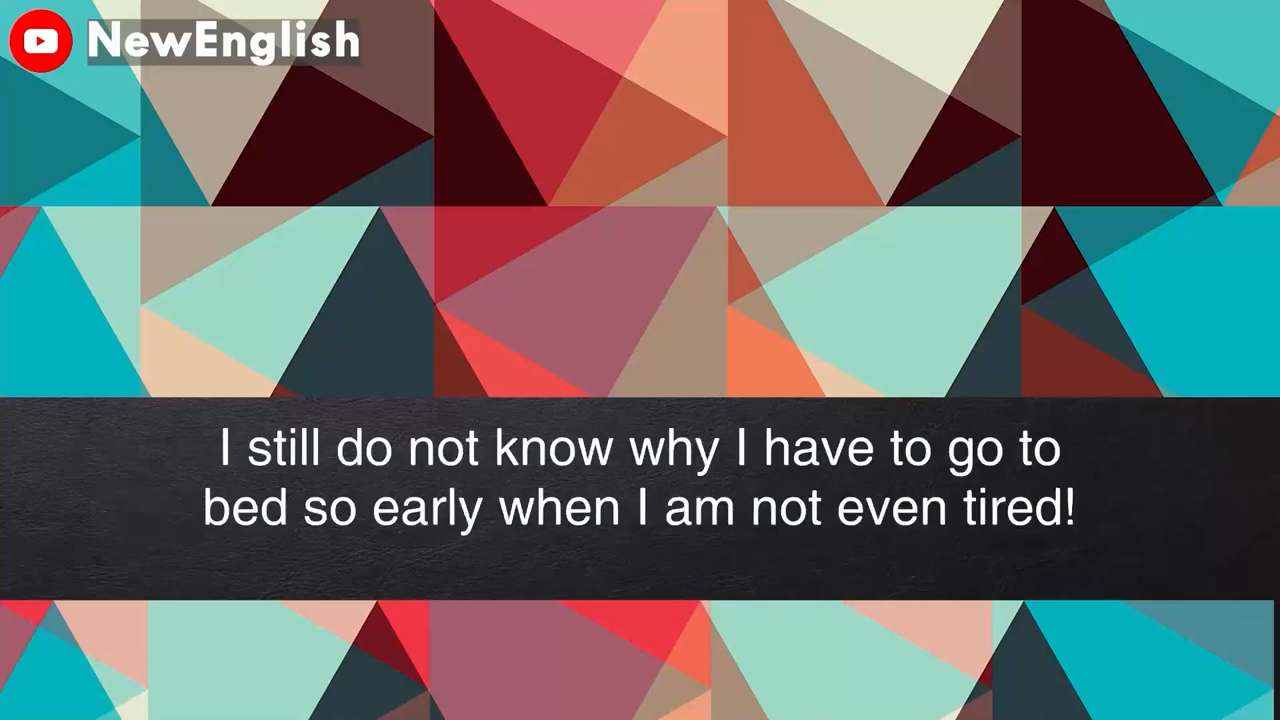 NewEnglish
I still do not know why I have to go to
bed so early when I am not even tired!